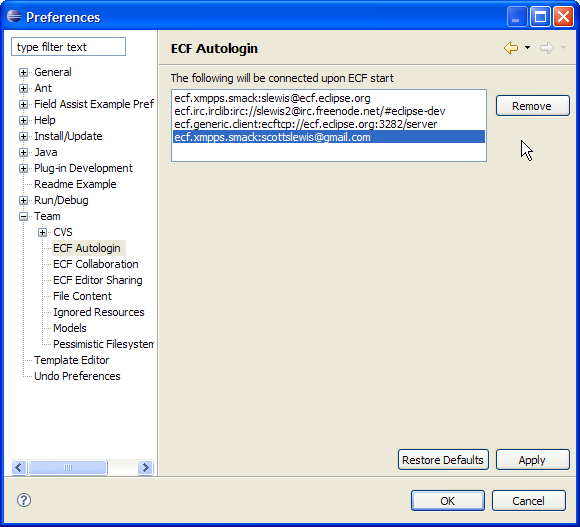 Preferences
type filter text
General
Ant
Field Assist Example Pref
Help
Install/Update
Java
Plug-in Development
Readme Example
Run/Debug
Team
CVS
ECF Autologin
ECF Collaboration
ECF Editor Sharing
File Content
Ignored Resources
Models
Pessimistic Filesystem
Template Editor
Undo Preferences
ECF Autologin
The following will be connected upon ECF start
ecf.xmpps.smack:slewis@ecf.eclipse.org
ecf.irc.irclib:irc://slewis2@irc.freenode.net/#eclipse-dev
ecf.generic.client:ecftcp://ecf.eclipse.org:3282/server
ecf.xmpps.smack:scottslewis@gmail.com
Remove
Restore Defaults
Apply
?
OK
Cancel